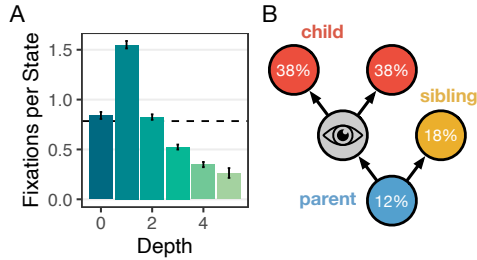 A
Fixations per State
1.5
1.0
0.5
0.0
0
2
4
Depth
B
child
38%
38%
sibling
18%
parent
12%